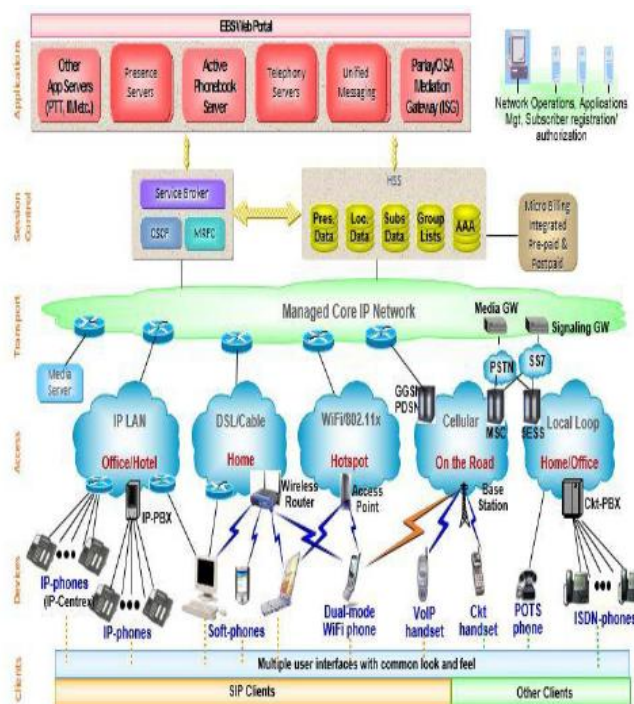 Applications
EBS Web Portal
Other
App Servers
(PTT, IM etc.)
Presence
Servers
Active
Phonebook
Server
Telephony
Servers
Unified
Messaging
Parlay/OSA
Mediation
Gateway (ISG)
Network Operations, Applications
Mgt, Subscriber registration/
authorization
Session
Control
Service Broker
CSCF
MRFC
HSS
Pres.
Data
Loc.
Data
Subs
Data
Group
Lists
AAA
Micro Billing
Integrated
Pre-paid &
Postpaid
Transport
Managed Core IP Network
Media GW
Signaling GW
Media
Server
PSTN
SS7
GGSN
PDSN
MSC
5ESS
Access
IP LAN
Office/Hotel
DSL/Cable
Home
WiFi/802.11x
Hotspot
Cellular
On the Road
Local Loop
Home/Office
IP-PBX
Wireless
Router
Access
Point
Base
Station
Ckt-PBX
Devices
IP-phones
(IP-Centrex)
IP-phones
Soft-phones
Dual-mode
WiFi phone
VoIP
handset
Ckt
handset
POTS
phone
ISDN-phones
Clients
Multiple user interfaces with common look and feel
SIP Clients
Other Clients